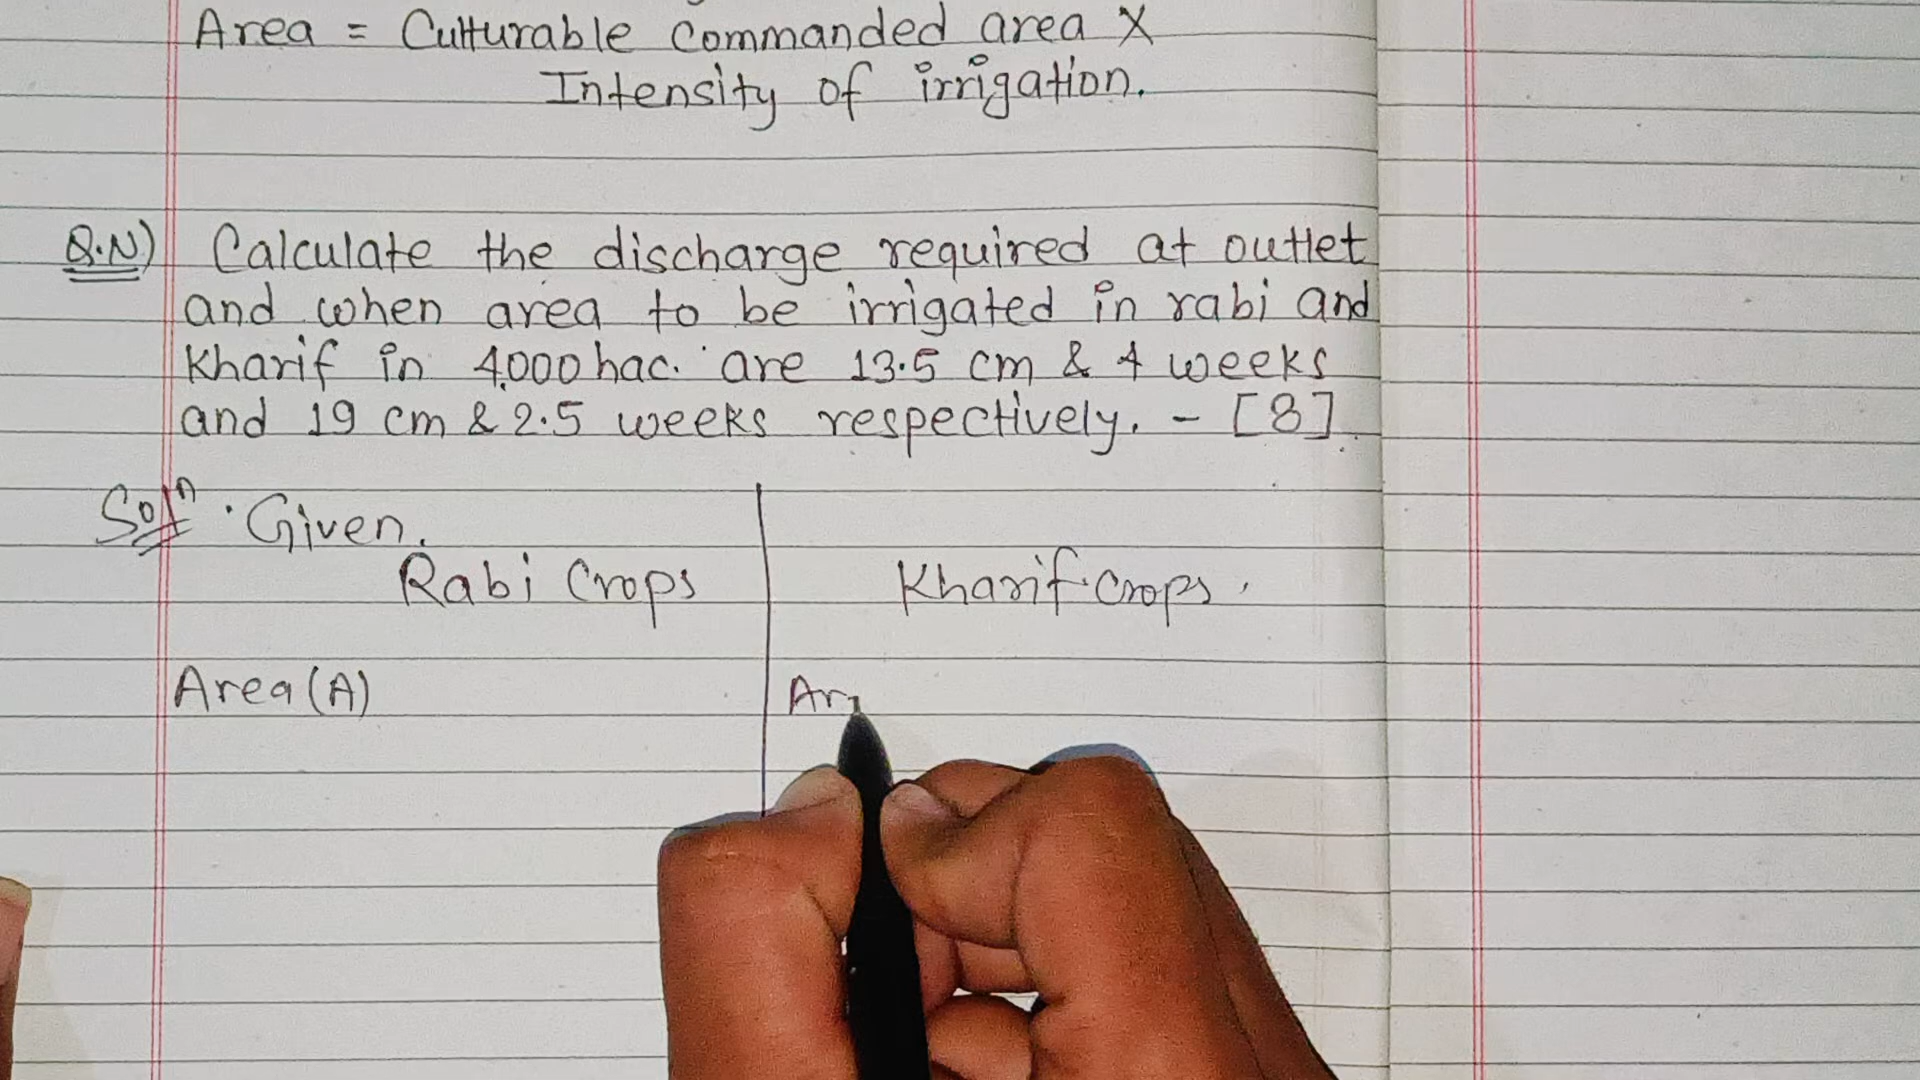 Area = Culturable commanded area X
Intensity of irrigation.
Q.N) Calculate the discharge required at outlet
and when area to be irrigated in rabi and
Kharif in 4000 hac. are 13.5 cm & 4 weeks
and 19 cm & 2.5 weeks respectively. - [8]
Solⁿ. Given.
Rabi Crops
Kharif Crops.
Area (A)
Ar